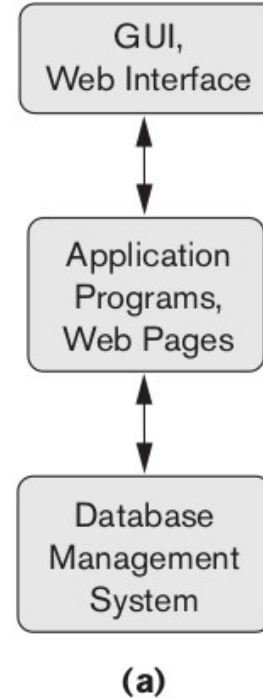 GUI,
Web Interface
Application
Programs,
Web Pages
Database
Management
System
(a)